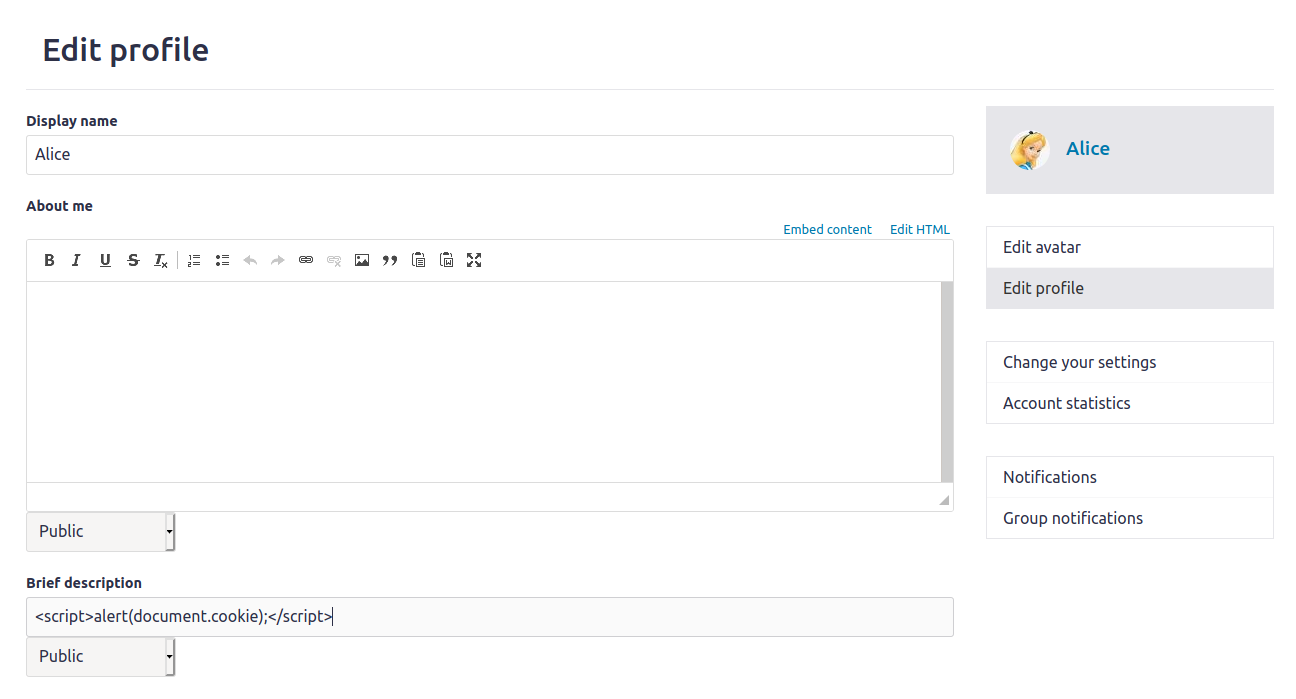 Edit profile
Display name
Alice
About me
Embed content Edit HTML
B I U S Tx
Public
Brief description
<script>alert(document.cookie);</script>
Public
Alice
Edit avatar
Edit profile
Change your settings
Account statistics
Notifications
Group notifications